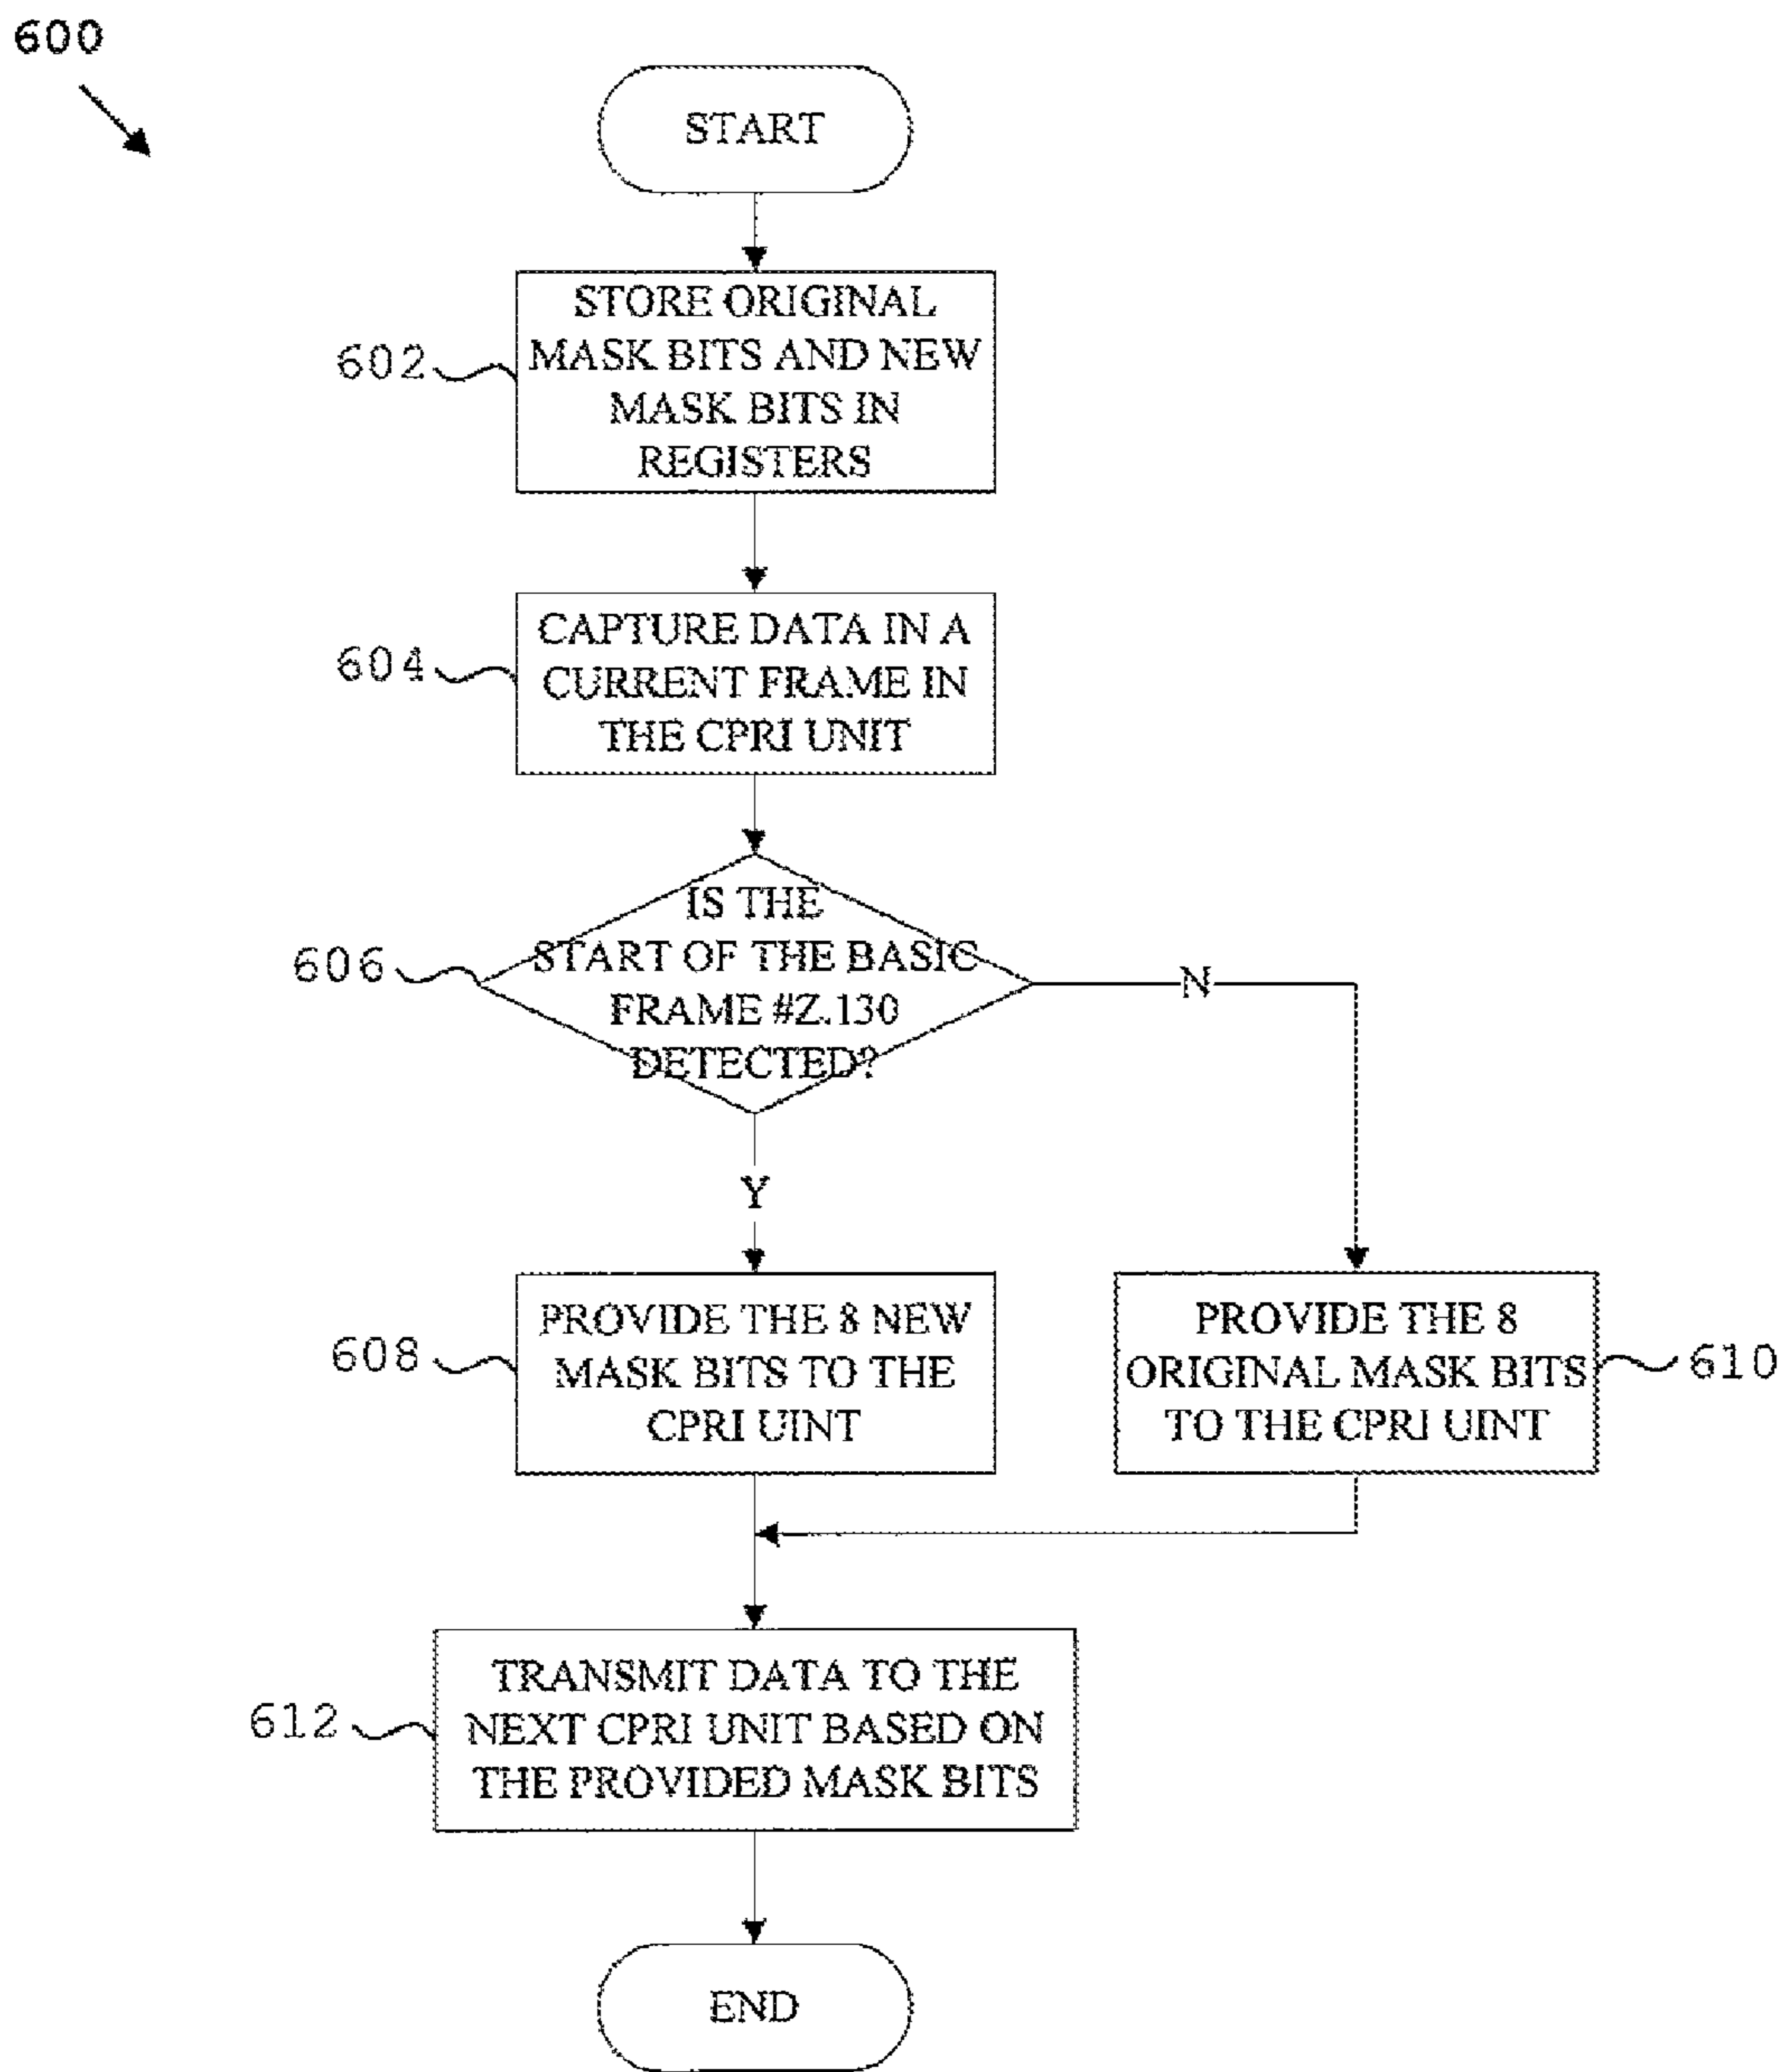 600
START
602
STORE ORIGINAL
MASK BITS AND NEW
MASK BITS IN
REGISTERS
604
CAPTURE DATA IN A
CURRENT FRAME IN
THE CPRI UNIT
606
IS THE
START OF THE BASIC
FRAME #Z.130
DETECTED?
N
Y
608
PROVIDE THE 8 NEW
MASK BITS TO THE
CPRI UINT
PROVIDE THE 8
ORIGINAL MASK BITS
TO THE CPRI UINT
610
612
TRANSMIT DATA TO THE
NEXT CPRI UNIT BASED ON
THE PROVIDED MASK BITS
END